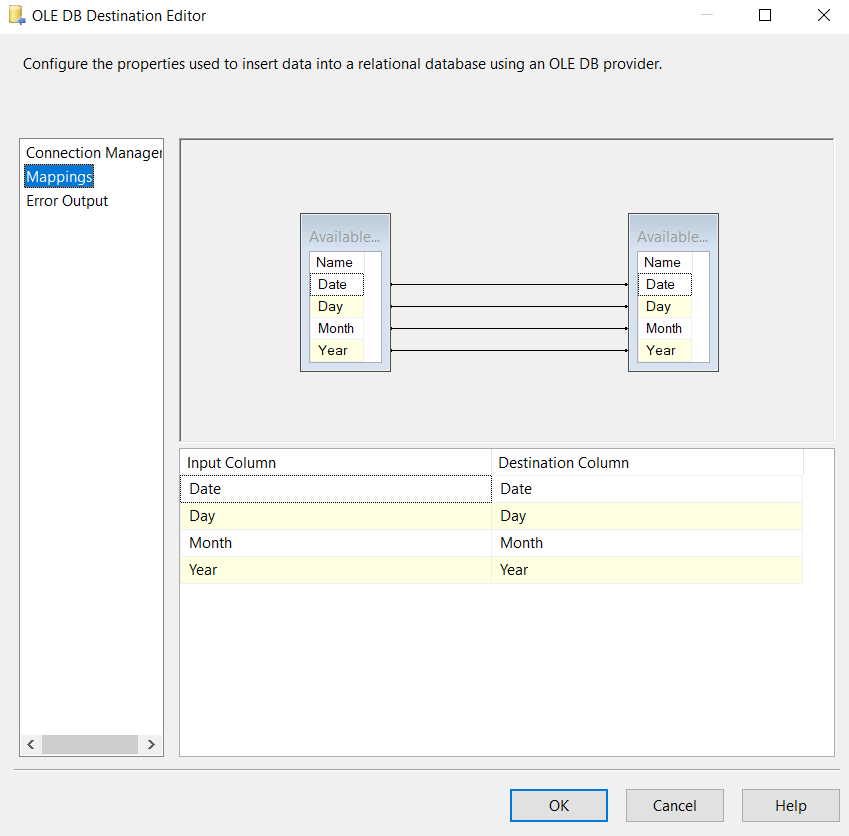 OLE DB Destination Editor
Configure the properties used to insert data into a relational database using an OLE DB provider.
Connection Manager
Mappings
Error Output
Available...
Name
Date
Day
Month
Year
Available...
Name
Date
Day
Month
Year
Input Column Destination Column
Date Date
Day Day
Month Month
Year Year
OK Cancel Help